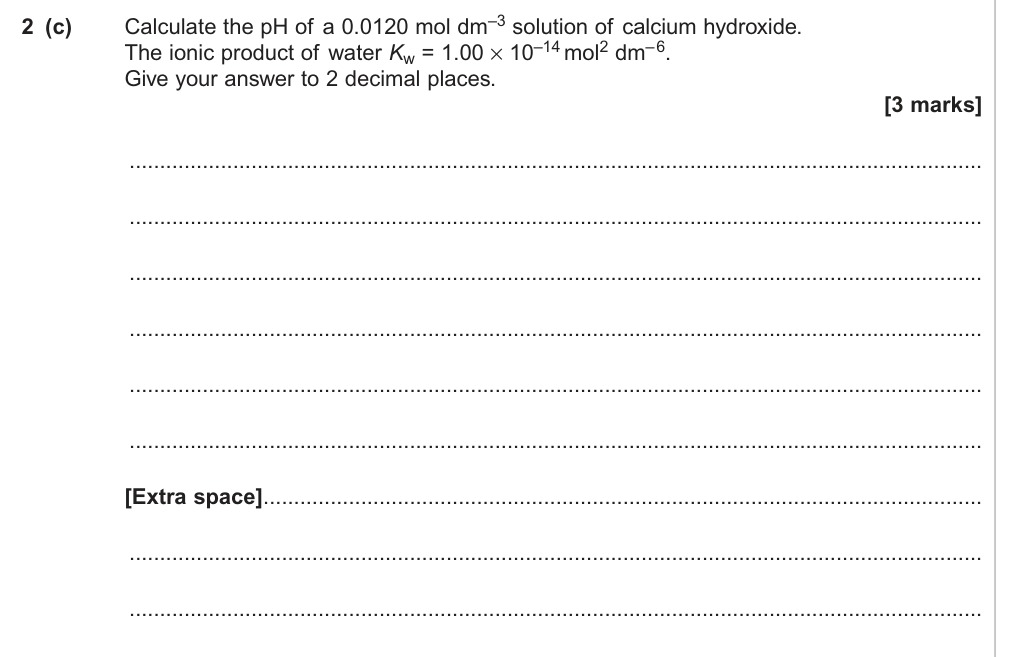 2 (c) Calculate the pH of a 0.0120 mol dm⁻³ solution of calcium hydroxide.
The ionic product of water Kw = 1.00 × 10⁻¹⁴ mol² dm⁻⁶.
Give your answer to 2 decimal places.
[3 marks]
[Extra space]